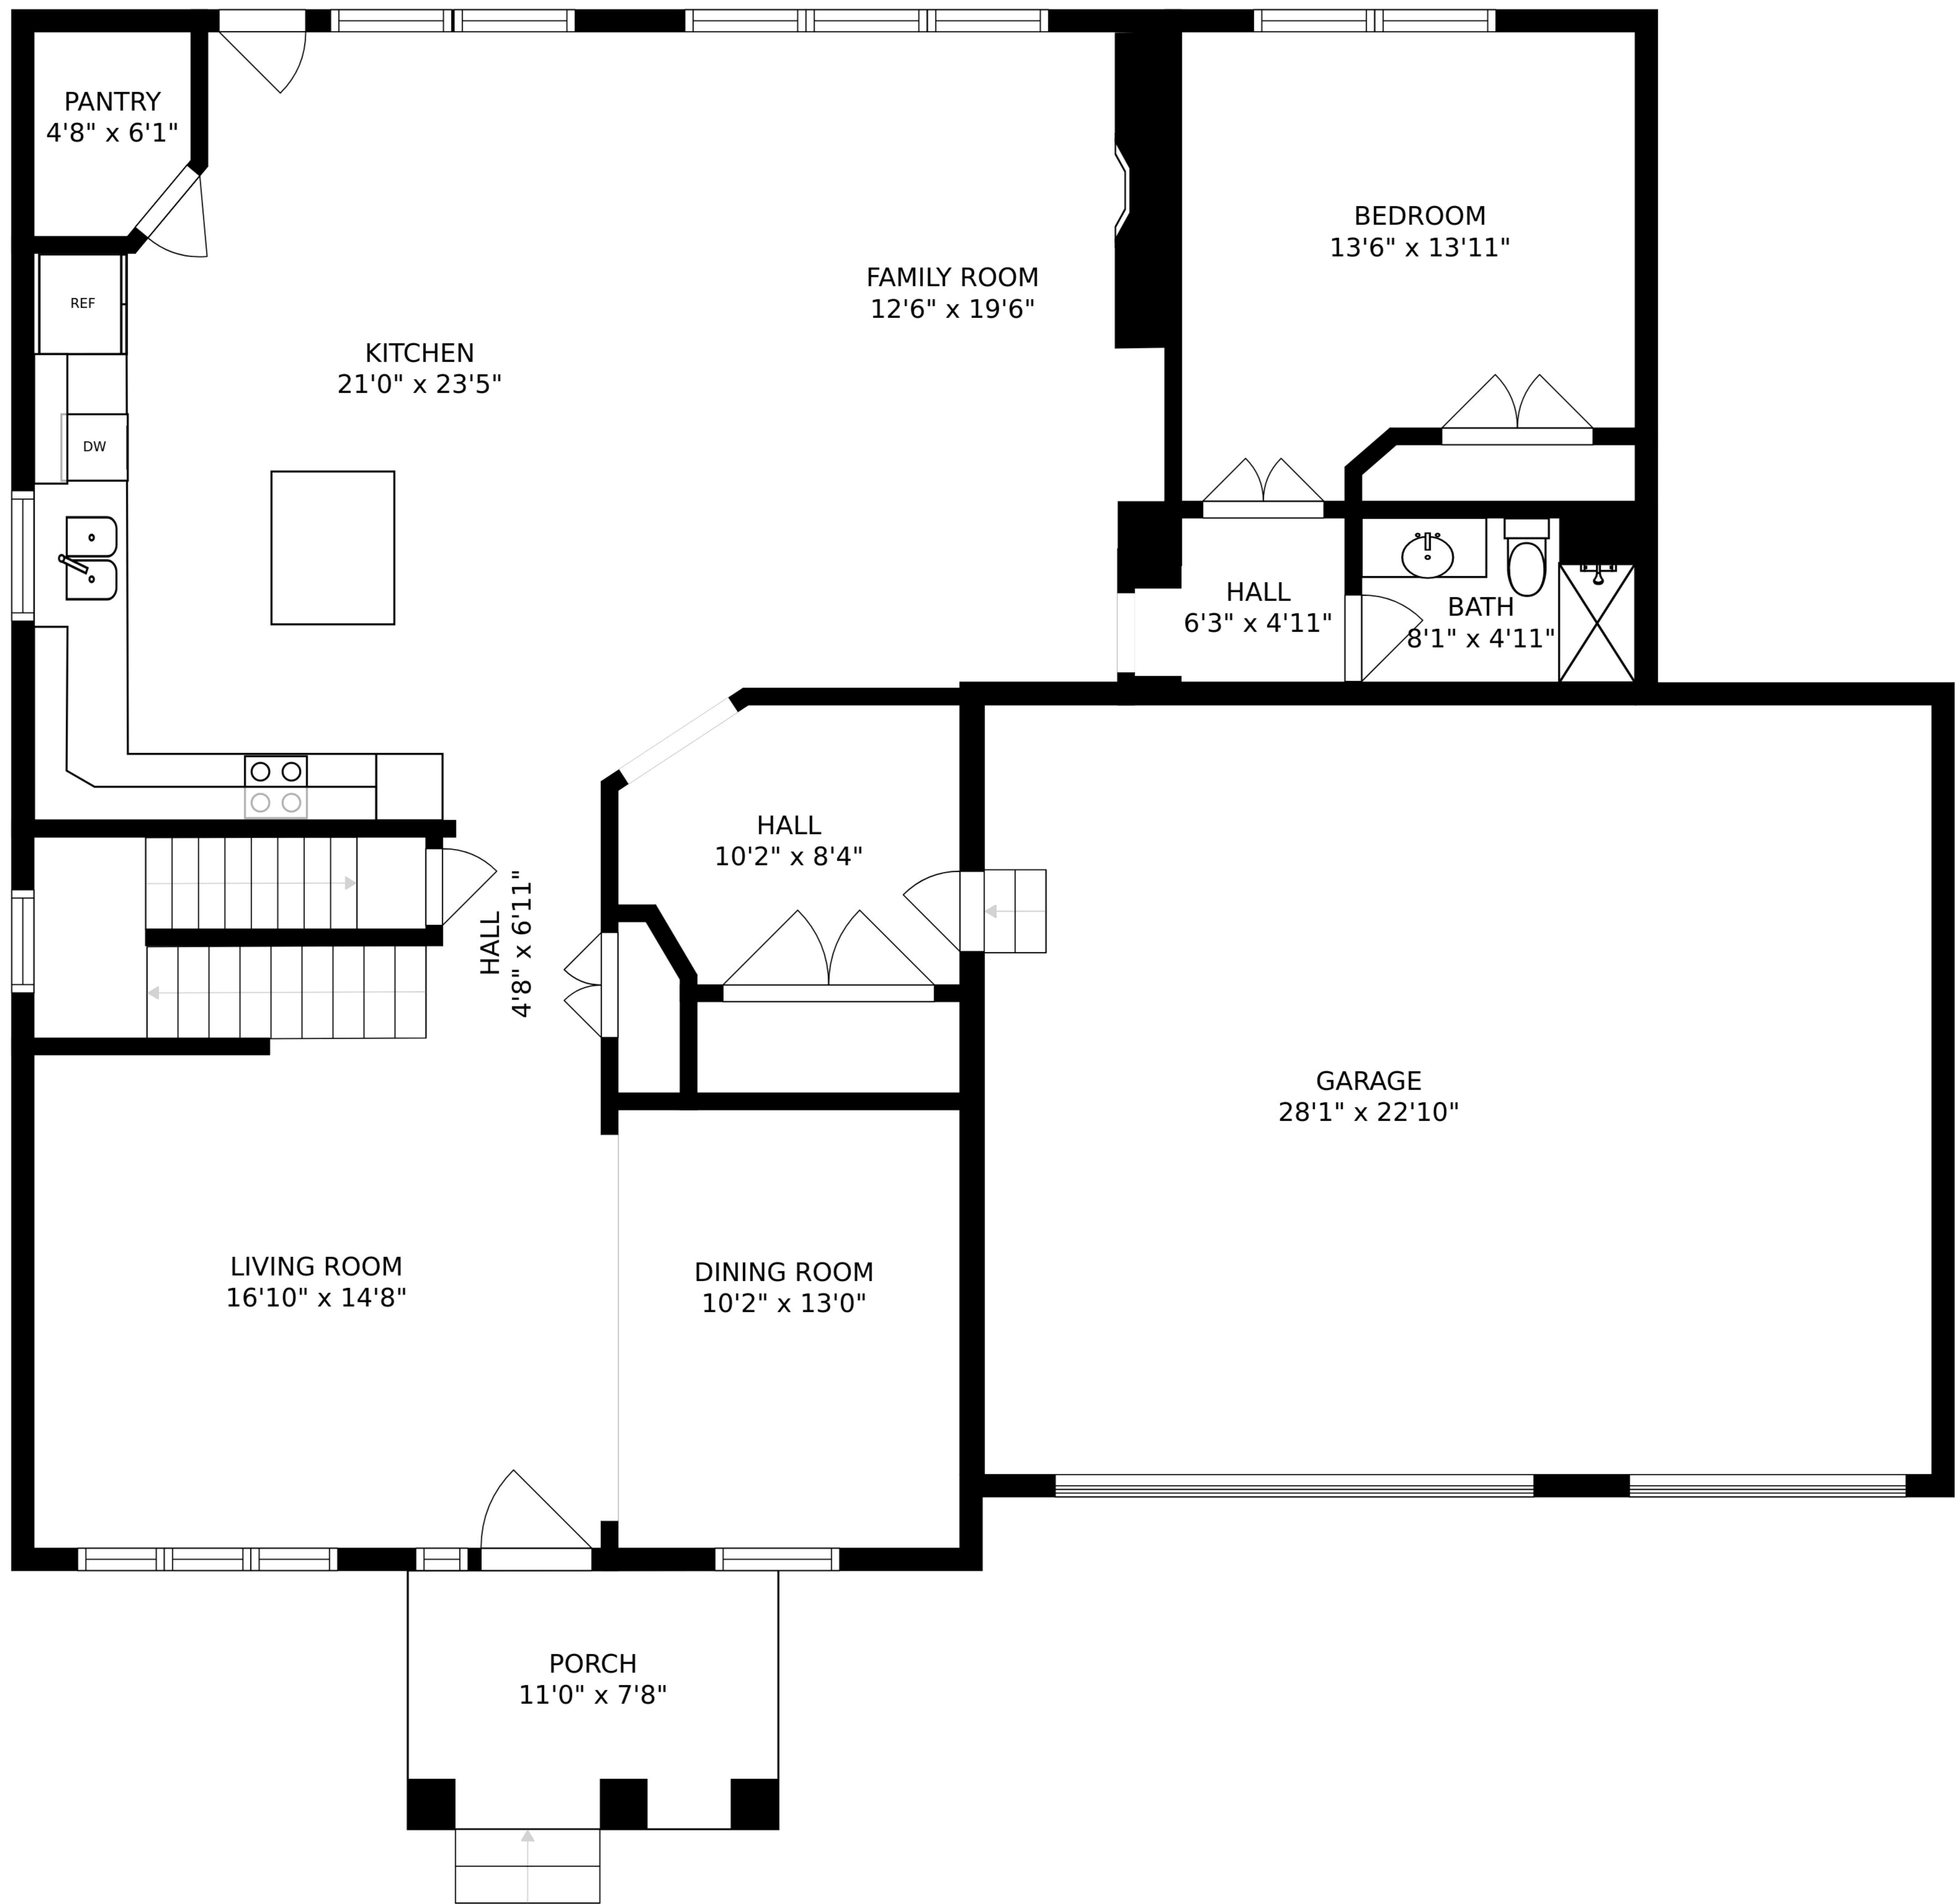 PANTRY
4'8" x 6'1"
BEDROOM
13'6" x 13'11"
FAMILY ROOM
12'6" x 19'6"
REF
KITCHEN
21'0" x 23'5"
DW
HALL
6'3" x 4'11"
BATH
8'1" x 4'11"
HALL
10'2" x 8'4"
HALL
4'8" x 6'11"
GARAGE
28'1" x 22'10"
LIVING ROOM
16'10" x 14'8"
DINING ROOM
10'2" x 13'0"
PORCH
11'0" x 7'8"